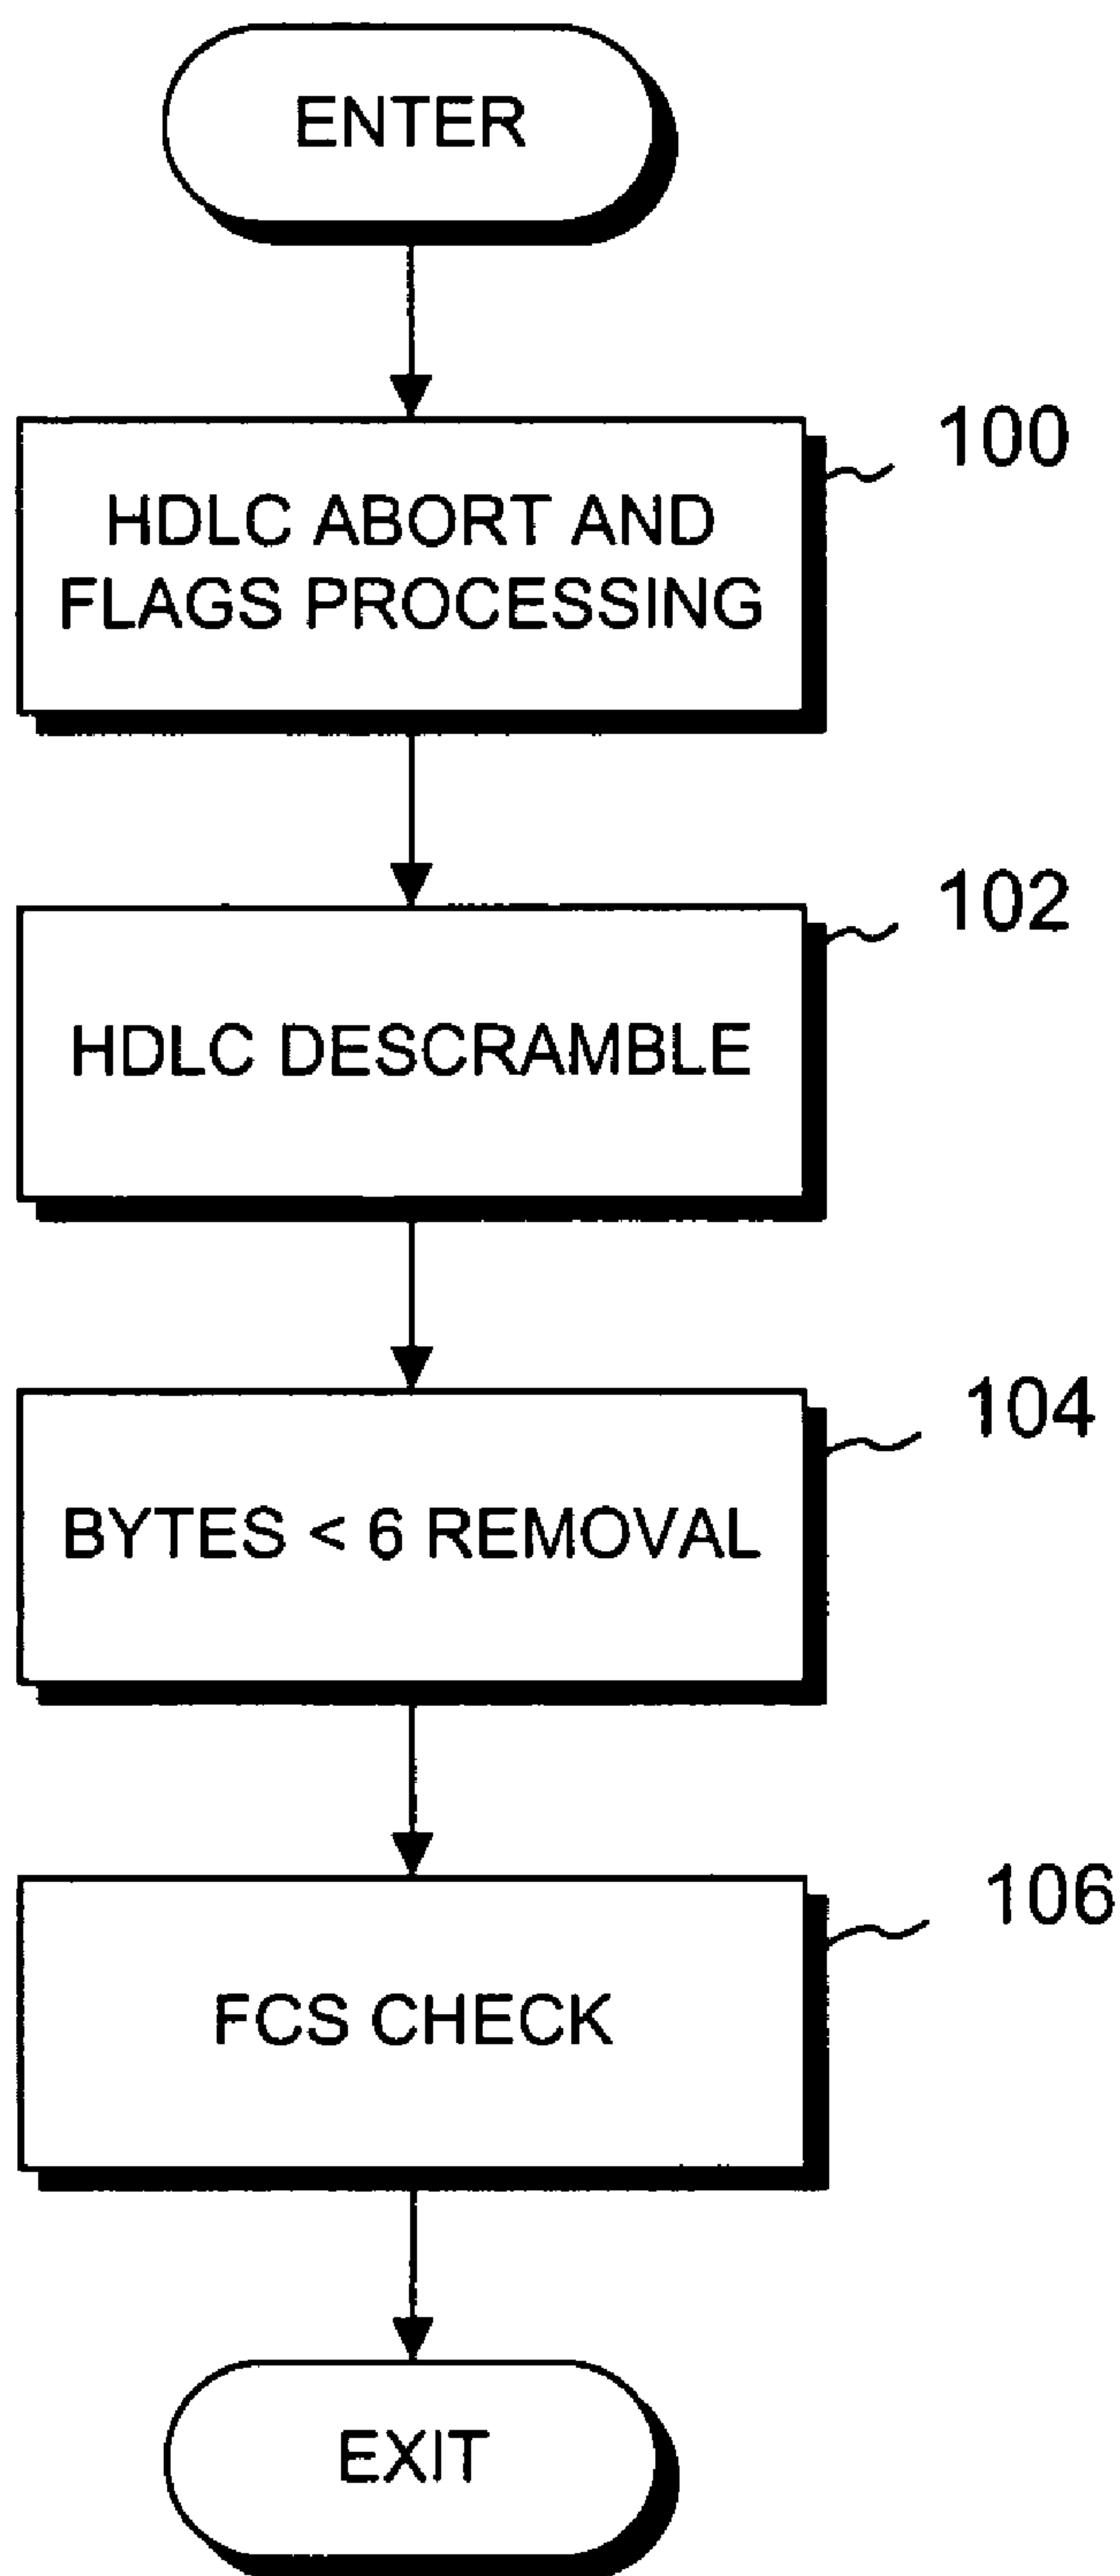 ENTER
100
HDLC ABORT AND
FLAGS PROCESSING
102
HDLC DESCRAMBLE
104
BYTES < 6 REMOVAL
106
FCS CHECK
EXIT